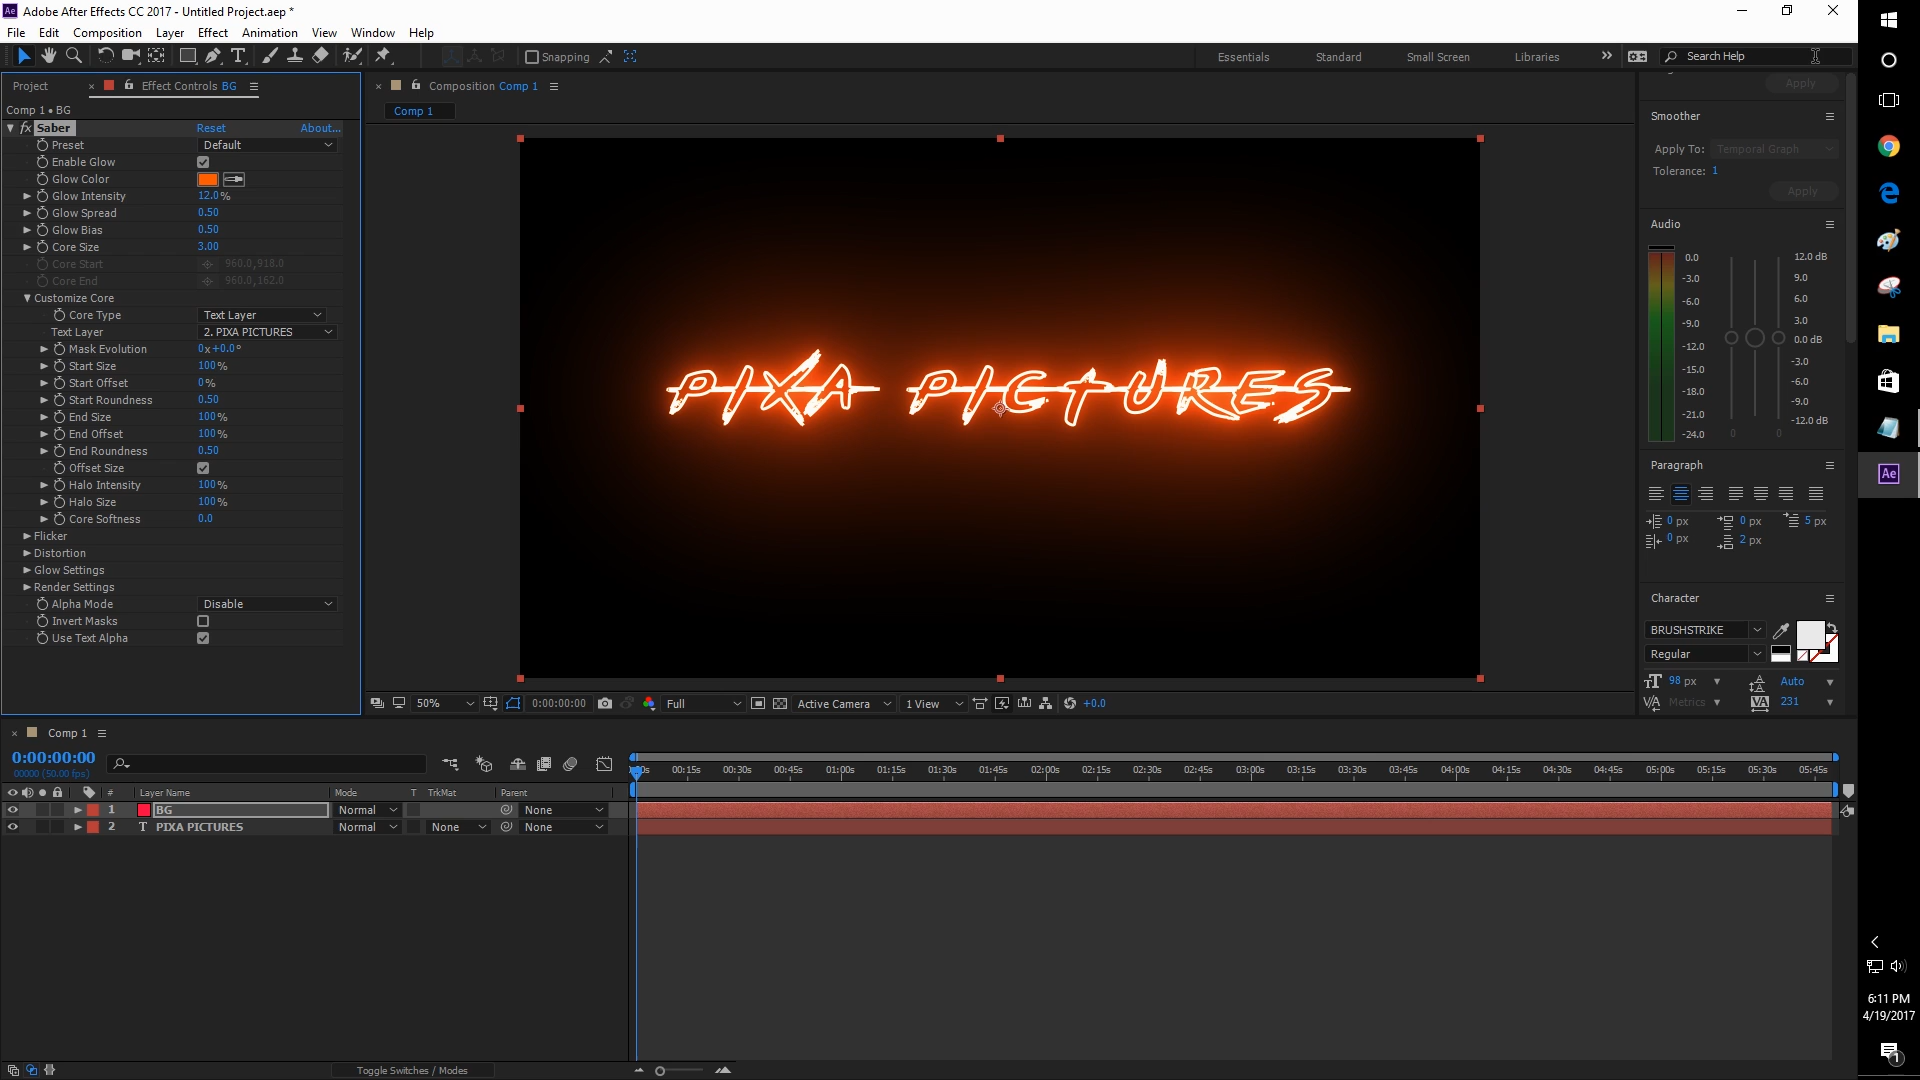 Adobe After Effects CC 2017 - Untitled Project.aep *
File Edit Composition Layer Effect Animation View Window Help
Snapping Essentials Standard Small Screen Libraries Search Help
Project Effect Controls BG
Comp 1 • BG
fx Saber Reset About...
Preset Default
Enable Glow
Glow Color
Glow Intensity 12.0%
Glow Spread 0.50
Glow Bias 0.50
Core Size 3.00
Core Start 960.0,918.0
Core End 960.0,162.0
Customize Core
Core Type Text Layer
Text Layer 2. PIXA PICTURES
Mask Evolution 0x+0.0°
Start Size 100%
Start Offset 0%
Start Roundness 0.50
End Size 100%
End Offset 100%
End Roundness 0.50
Offset Size
Halo Intensity 100%
Halo Size 100%
Core Softness 0.0
Flicker
Distortion
Glow Settings
Render Settings
Alpha Mode Disable
Invert Masks
Use Text Alpha
Composition Comp 1
Comp 1
PIXA PICTURES
50% 0:00:00:00 Full Active Camera 1 View +0.0
Apply
Smoother
Apply To: Temporal Graph
Tolerance: 1
Apply
Audio
0.0 12.0 dB
-3.0 9.0
-6.0 6.0
-9.0 3.0
-12.0 0.0 dB
-15.0 -3.0
-18.0 -6.0
-21.0 -9.0
-24.0 0 0 -12.0 dB
Paragraph
0 px 0 px 5 px
0 px 2 px
Character
BRUSHSTRIKE
Regular
98 px Auto
Metrics 231
Comp 1
0:00:00:00
00000 (50.00 fps)
00:15s 00:30s 00:45s 01:00s 01:15s 01:30s 01:45s 02:00s 02:15s 02:30s 02:45s 03:00s 03:15s 03:30s 03:45s 04:00s 04:15s 04:30s 04:45s 05:00s 05:15s 05:30s 05:45s
# Layer Name Mode T TrkMat Parent
1 BG Normal None
2 T PIXA PICTURES Normal None None
Toggle Switches / Modes
Ae
6:11 PM
4/19/2017
1